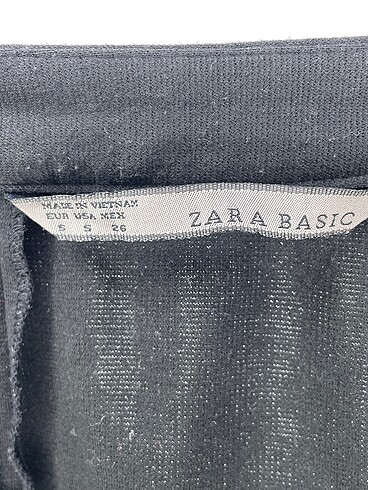 MADE IN VIETNAM
EUR USA MEX
S S 26
ZARA BASIC